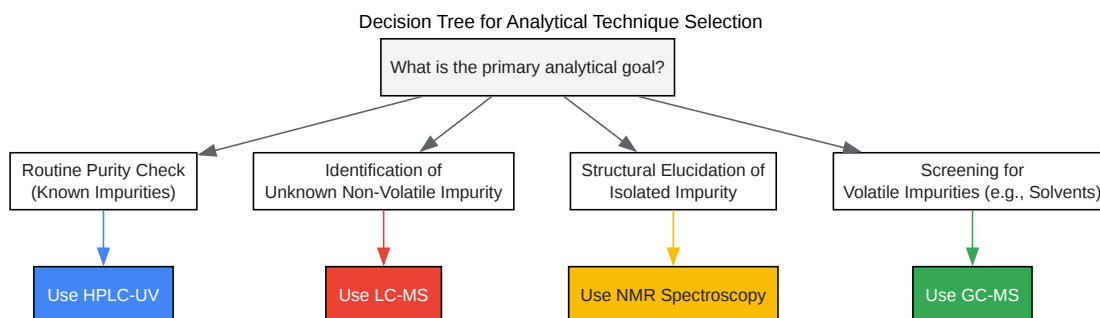 Decision Tree for Analytical Technique Selection
What is the primary analytical goal?
Routine Purity Check
(Known Impurities)
Identification of
Unknown Non-Volatile Impurity
Structural Elucidation of
Isolated Impurity
Screening for
Volatile Impurities (e.g., Solvents)
Use HPLC-UV
Use LC-MS
Use NMR Spectroscopy
Use GC-MS